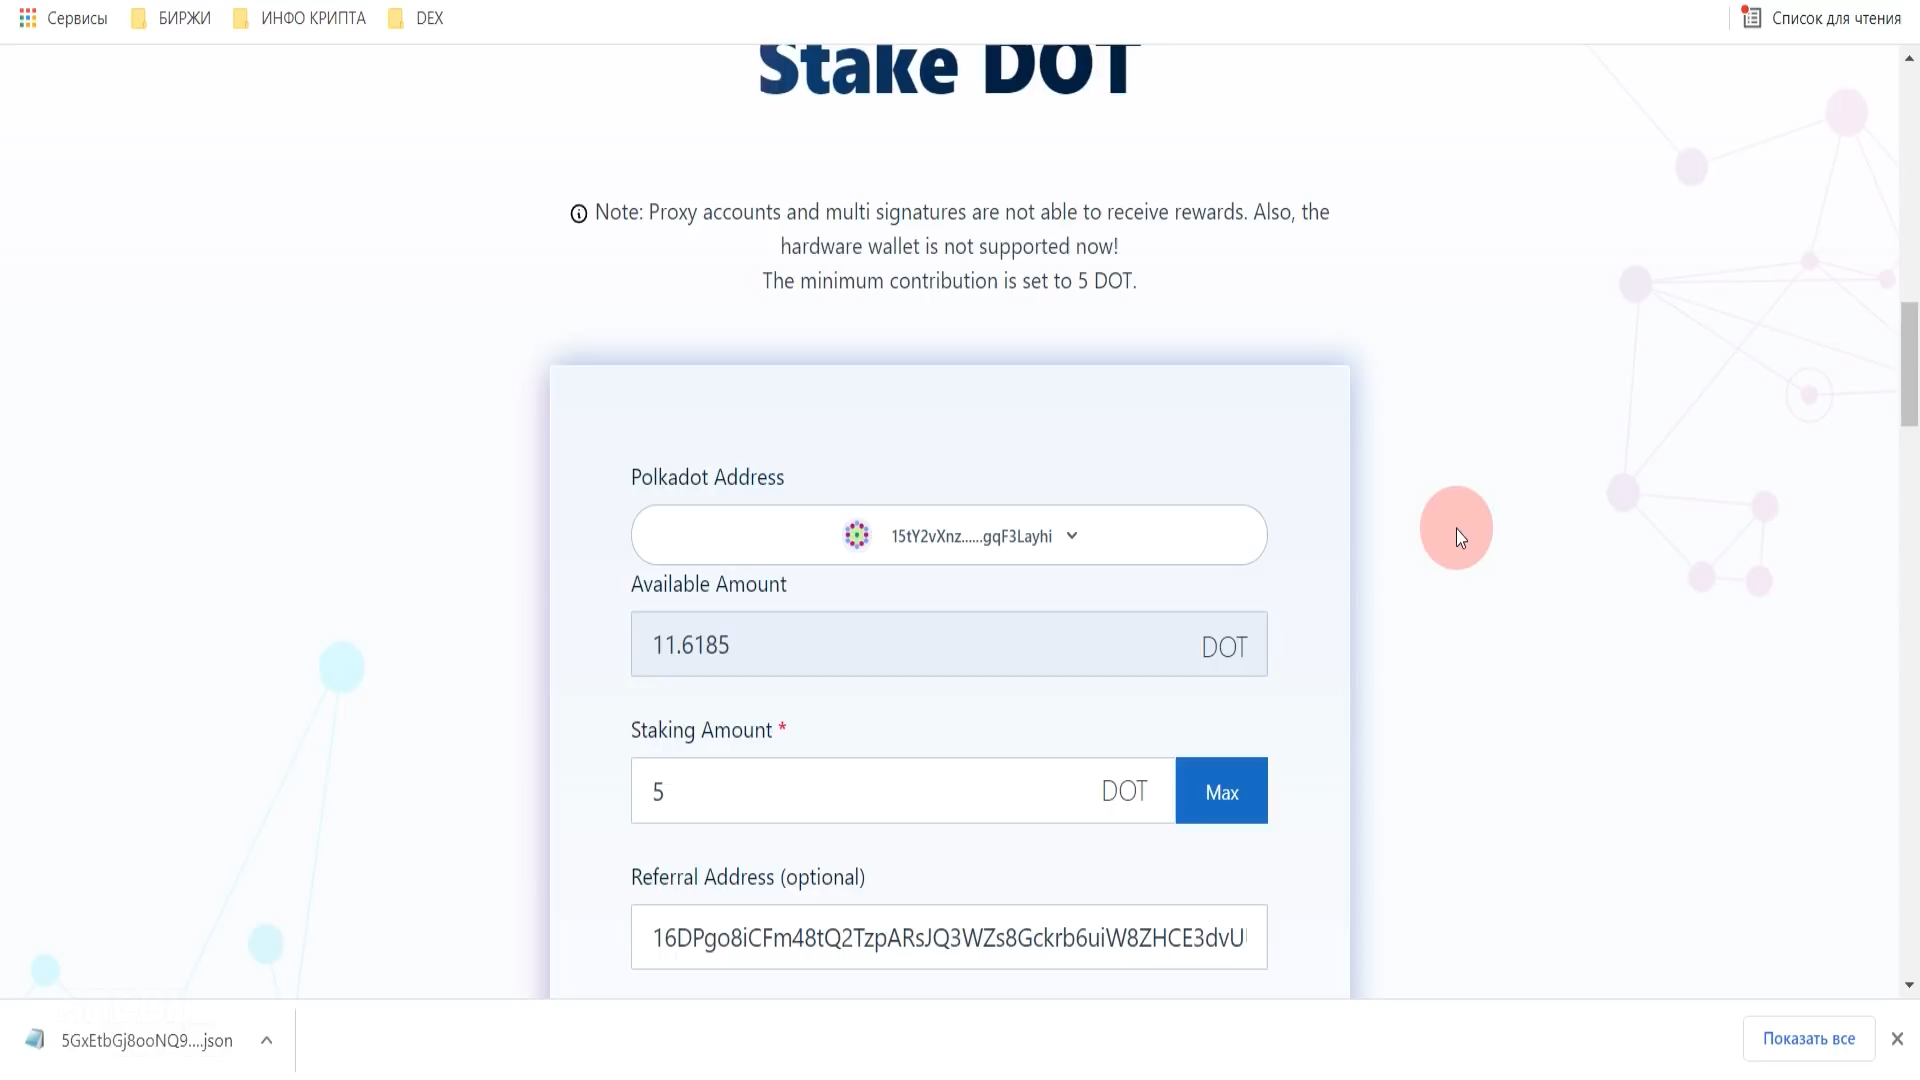 Сервисы
БИРЖИ
ИНФО КРИПТА
DEX
Список для чтения
Stake DOT
Note: Proxy accounts and multi signatures are not able to receive rewards. Also, the
hardware wallet is not supported now!
The minimum contribution is set to 5 DOT.
Polkadot Address
15tY2vXnz......gqF3Layhi
Available Amount
11.6185 DOT
Staking Amount *
5 DOT Max
Referral Address (optional)
16DPgo8iCFm48tQ2TzpARsJQ3WZs8Gckrb6uiW8ZHCE3dvU
5GxEtbGj8ooNQ9....json
Показать все